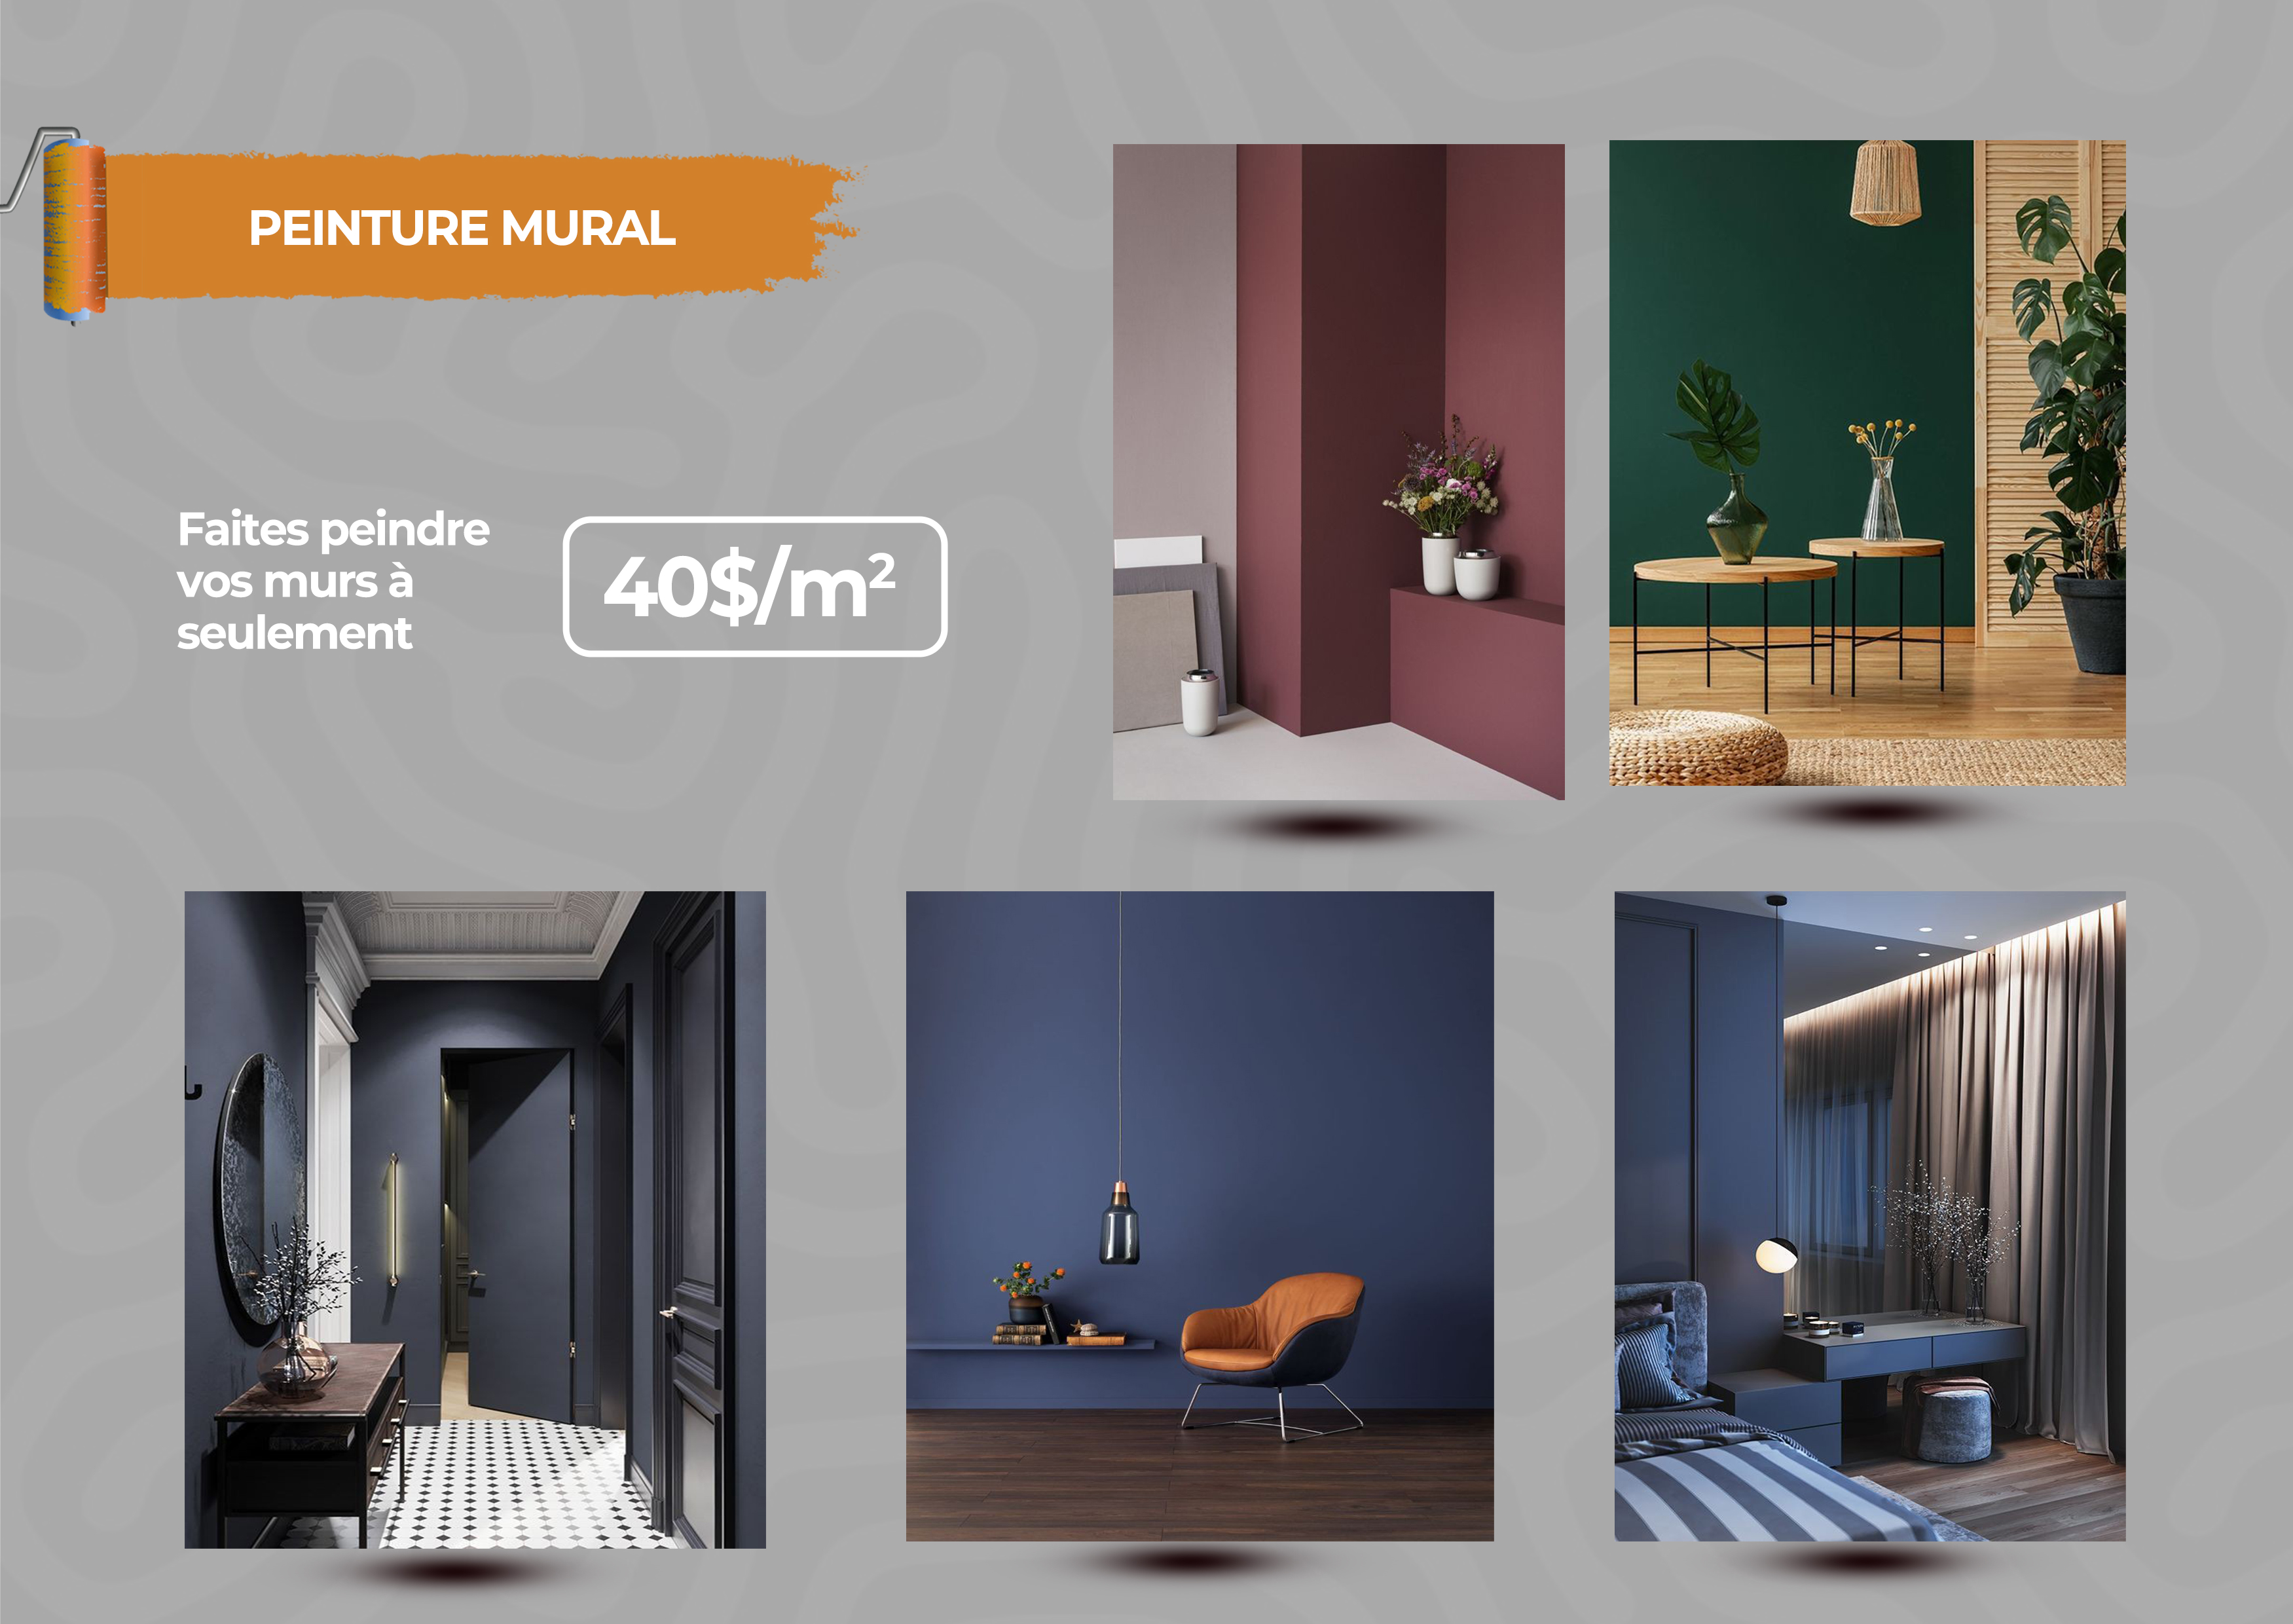 PEINTURE MURAL
Faites peindre
vos murs à
seulement
40$/m²